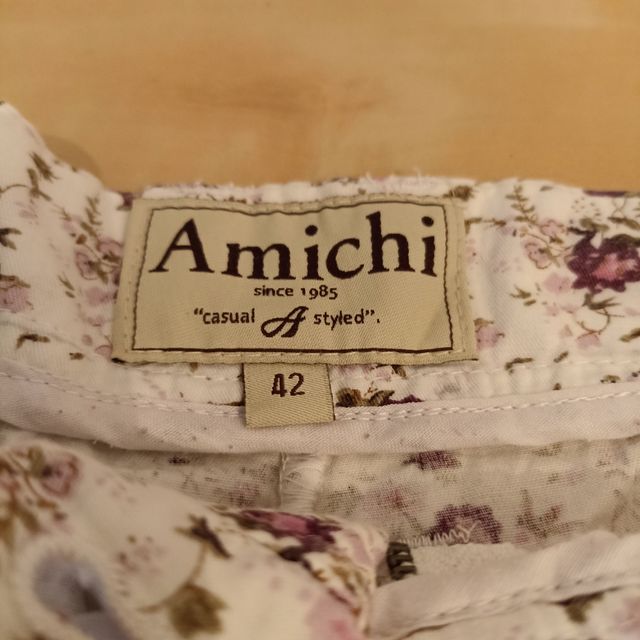 Amichi
since 1985
"casual A styled".
42